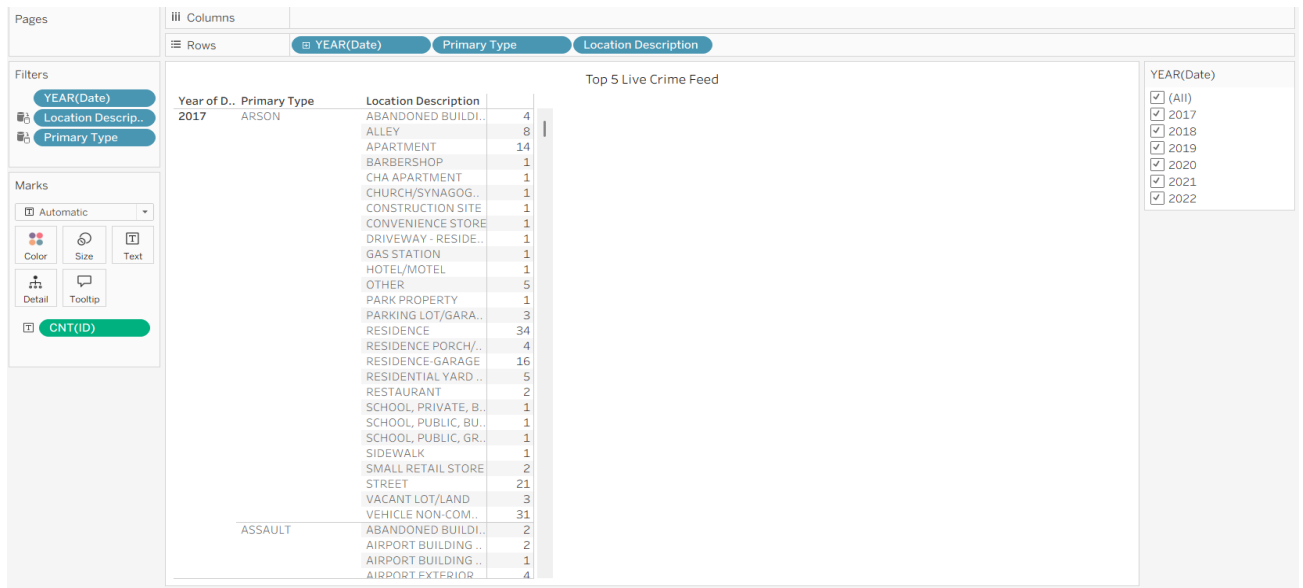 Pages
Columns
Rows
YEAR(Date) Primary Type Location Description
Filters
YEAR(Date)
Location Descrip..
Primary Type
Marks
Automatic
Color Size Text
Detail Tooltip
CNT(ID)
Top 5 Live Crime Feed
Year of D.. Primary Type Location Description
2017 ARSON ABANDONED BUILDI.. 4
ALLEY 8
APARTMENT 14
BARBERSHOP 1
CHA APARTMENT 1
CHURCH/SYNAGOG.. 1
CONSTRUCTION SITE 1
CONVENIENCE STORE 1
DRIVEWAY - RESIDE.. 1
GAS STATION 1
HOTEL/MOTEL 1
OTHER 5
PARK PROPERTY 1
PARKING LOT/GARA.. 3
RESIDENCE 34
RESIDENCE PORCH/.. 4
RESIDENCE-GARAGE 16
RESIDENTIAL YARD .. 5
RESTAURANT 2
SCHOOL, PRIVATE, B.. 1
SCHOOL, PUBLIC, BU.. 1
SCHOOL, PUBLIC, GR.. 1
SIDEWALK 1
SMALL RETAIL STORE 2
STREET 21
VACANT LOT/LAND 3
VEHICLE NON-COM.. 31
ASSAULT ABANDONED BUILDI.. 2
AIRPORT BUILDING .. 2
AIRPORT BUILDING .. 1
AIRPORT EXTERIOR 4
YEAR(Date)
(All)
2017
2018
2019
2020
2021
2022